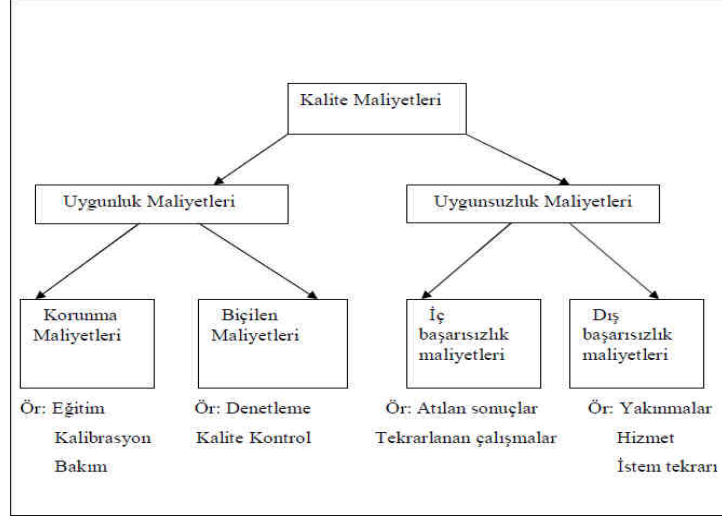 Kalite Maliyetleri
Uygunluk Maliyetleri
Uygunsuzluk Maliyetleri
Korunma
Maliyetleri
Biçilen
Maliyetleri
İç
başarısızlık
maliyetleri
Dış
başarısızlık
maliyetleri
Ör: Eğitim
Kalibrasyon
Bakım
Ör: Denetleme
Kalite Kontrol
Ör: Atılan sonuçlar
Tekrarlanan çalışmalar
Ör: Yakınmalar
Hizmet
İstem tekrarı